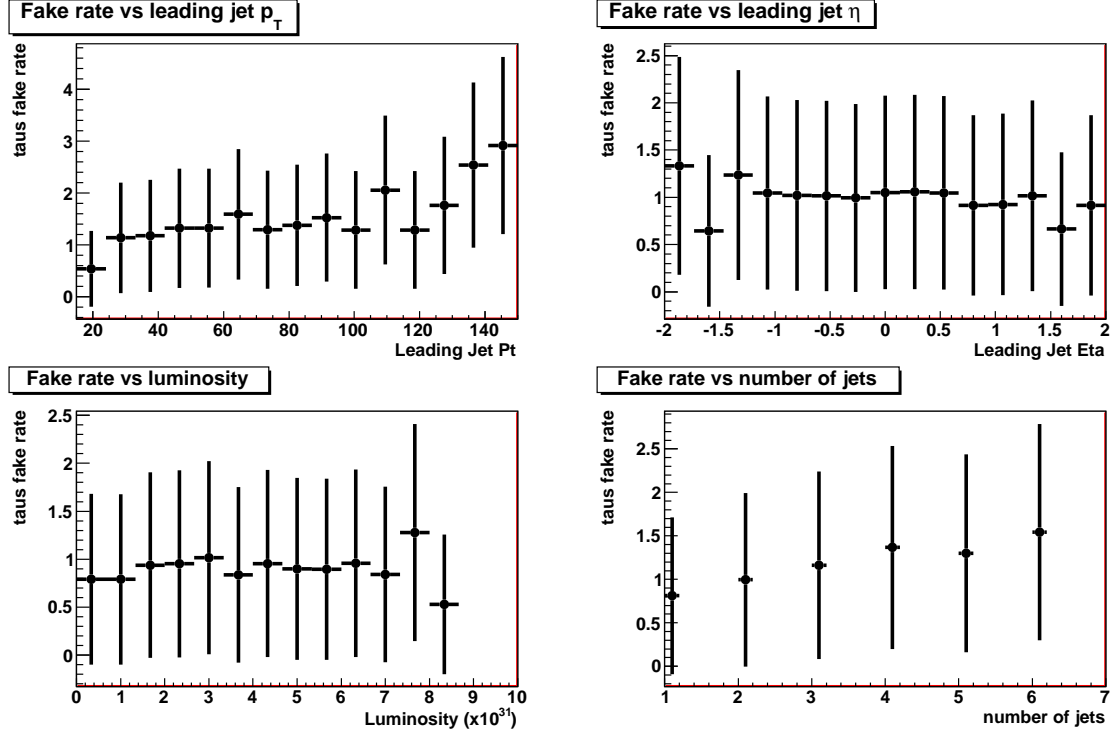 Fake rate vs leading jet p_T
taus fake rate
4
3
2
1
0
20 40 60 80 100 120 140
Leading Jet Pt
Fake rate vs leading jet η
taus fake rate
2.5
2
1.5
1
0.5
0
-2 -1.5 -1 -0.5 0 0.5 1 1.5 2
Leading Jet Eta
Fake rate vs luminosity
taus fake rate
2.5
2
1.5
1
0.5
0
0 1 2 3 4 5 6 7 8 9 10
Luminosity (x10^31)
Fake rate vs number of jets
taus fake rate
2.5
2
1.5
1
0.5
0
1 2 3 4 5 6 7
number of jets